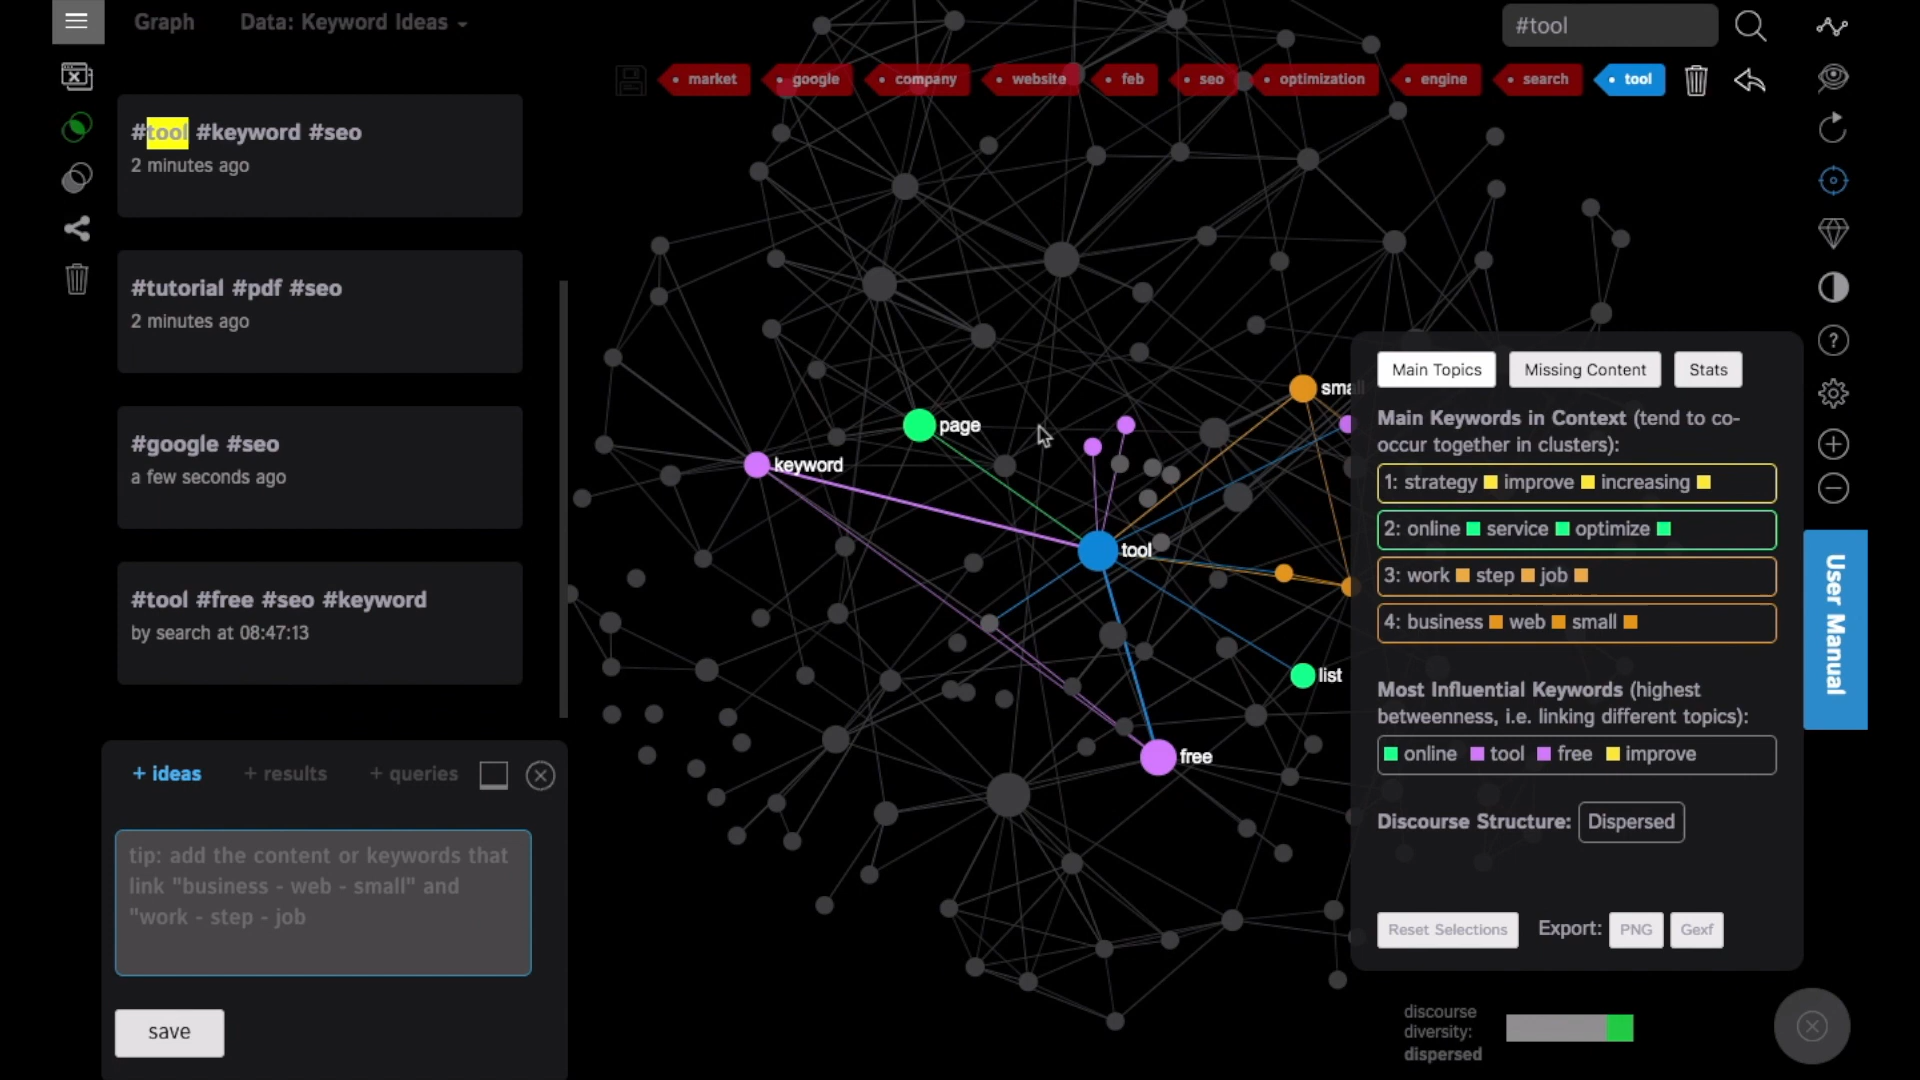 Graph
Data: Keyword Ideas
#tool
market
google
company
website
feb
seo
optimization
engine
search
tool
#tool #keyword #seo
2 minutes ago
#tutorial #pdf #seo
2 minutes ago
#google #seo
a few seconds ago
#tool #free #seo #keyword
by search at 08:47:13
+ ideas
+ results
+ queries
tip: add the content or keywords that
link "business - web - small" and
"work - step - job
save
page
keyword
small
tool
list
free
Main Topics
Missing Content
Stats
Main Keywords in Context (tend to co-
occur together in clusters):
1: strategy improve increasing
2: online service optimize
3: work step job
4: business web small
Most Influential Keywords (highest
betweenness, i.e. linking different topics):
online tool free improve
Discourse Structure: Dispersed
Reset Selections
Export:
PNG
Gexf
User Manual
discourse
diversity:
dispersed